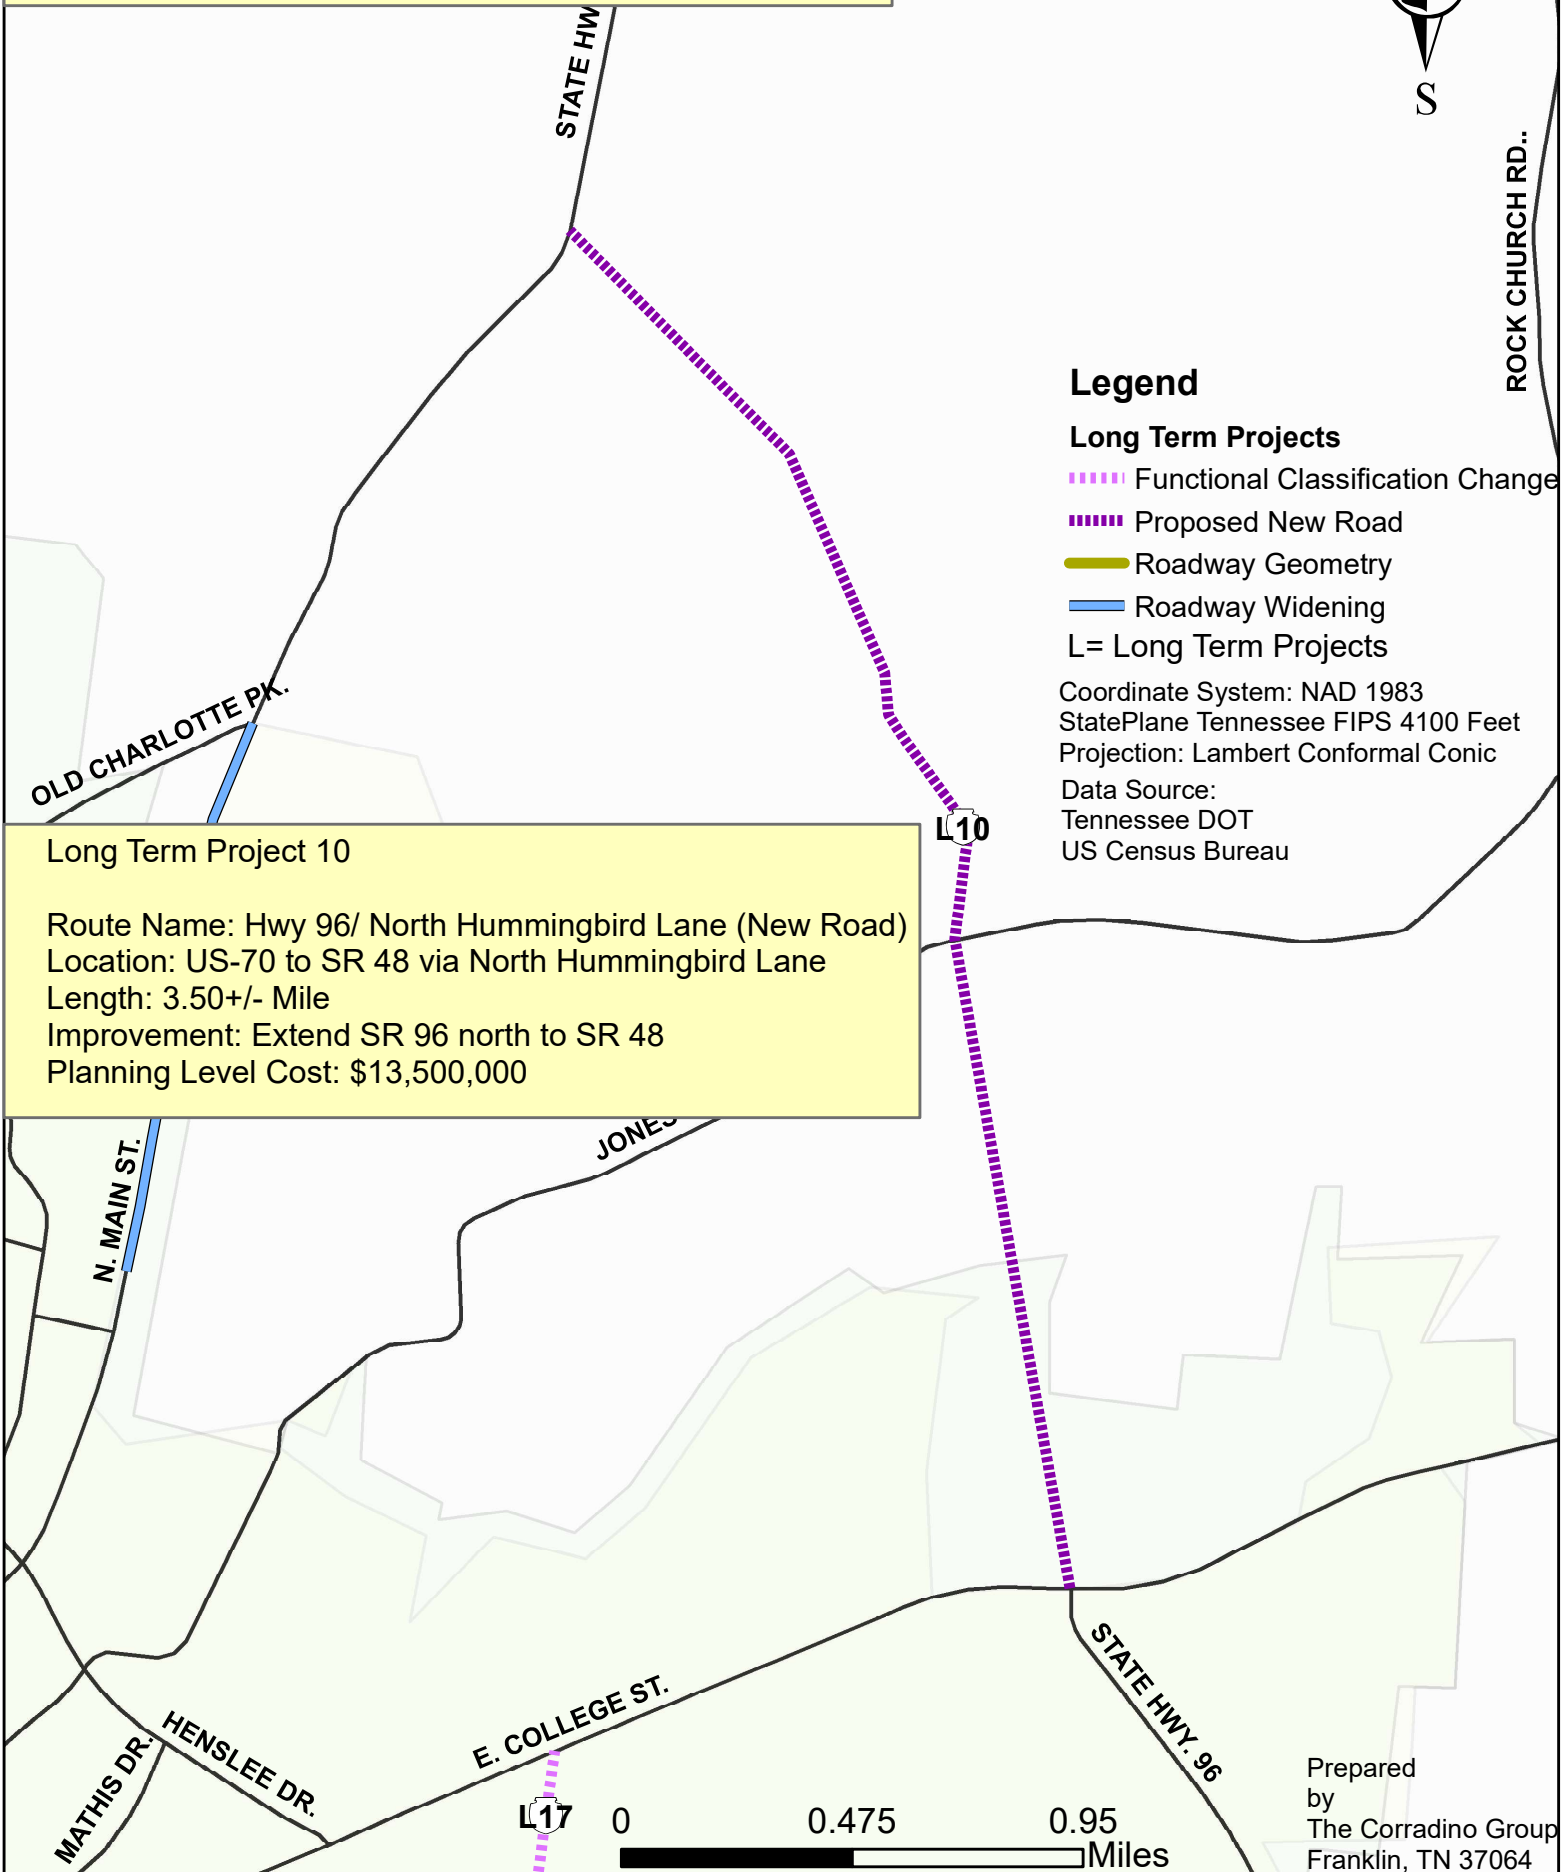 STATE HW
S
ROCK CHURCH RD..
Legend
Long Term Projects
Functional Classification Change
Proposed New Road
Roadway Geometry
Roadway Widening
L= Long Term Projects
Coordinate System: NAD 1983
StatePlane Tennessee FIPS 4100 Feet
Projection: Lambert Conformal Conic
Data Source:
Tennessee DOT
US Census Bureau
OLD CHARLOTTE PK.
L10
Long Term Project 10
Route Name: Hwy 96/ North Hummingbird Lane (New Road)
Location: US-70 to SR 48 via North Hummingbird Lane
Length: 3.50+/- Mile
Improvement: Extend SR 96 north to SR 48
Planning Level Cost: $13,500,000
JONES
N. MAIN ST.
STATE HWY. 96
E. COLLEGE ST.
HENSLEE DR.
MATHIS DR.
L17
0 0.475 0.95
Miles
Prepared
by
The Corradino Group
Franklin, TN 37064